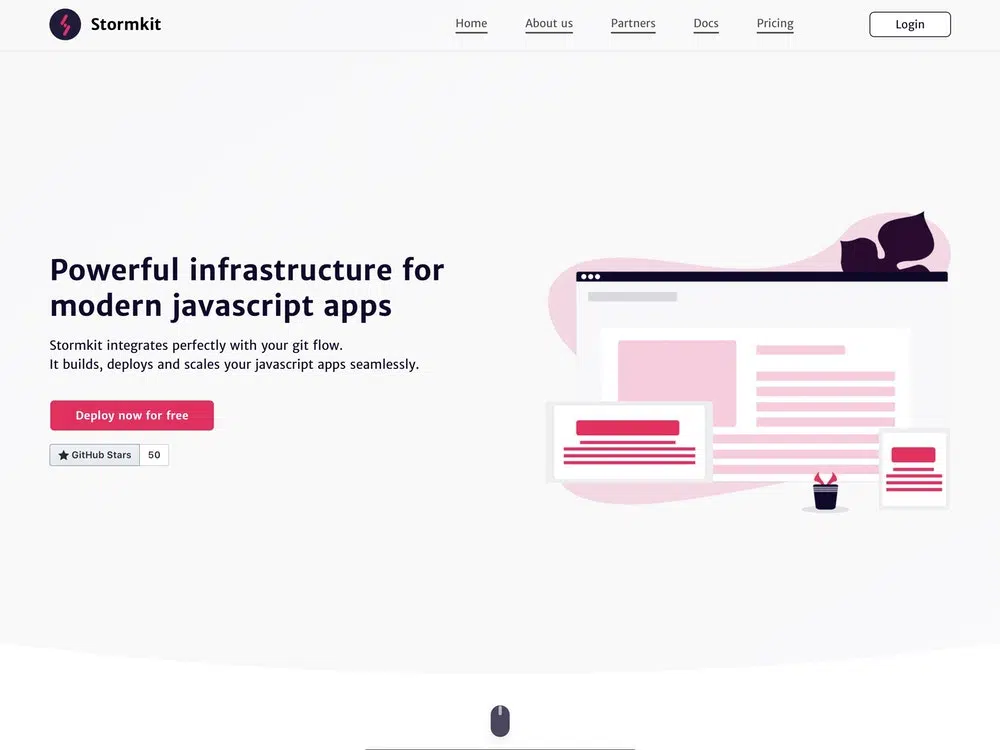 Stormkit
Home About us Partners Docs Pricing
Login
Powerful infrastructure for
modern javascript apps
Stormkit integrates perfectly with your git flow.
It builds, deploys and scales your javascript apps seamlessly.
Deploy now for free
GitHub Stars 50